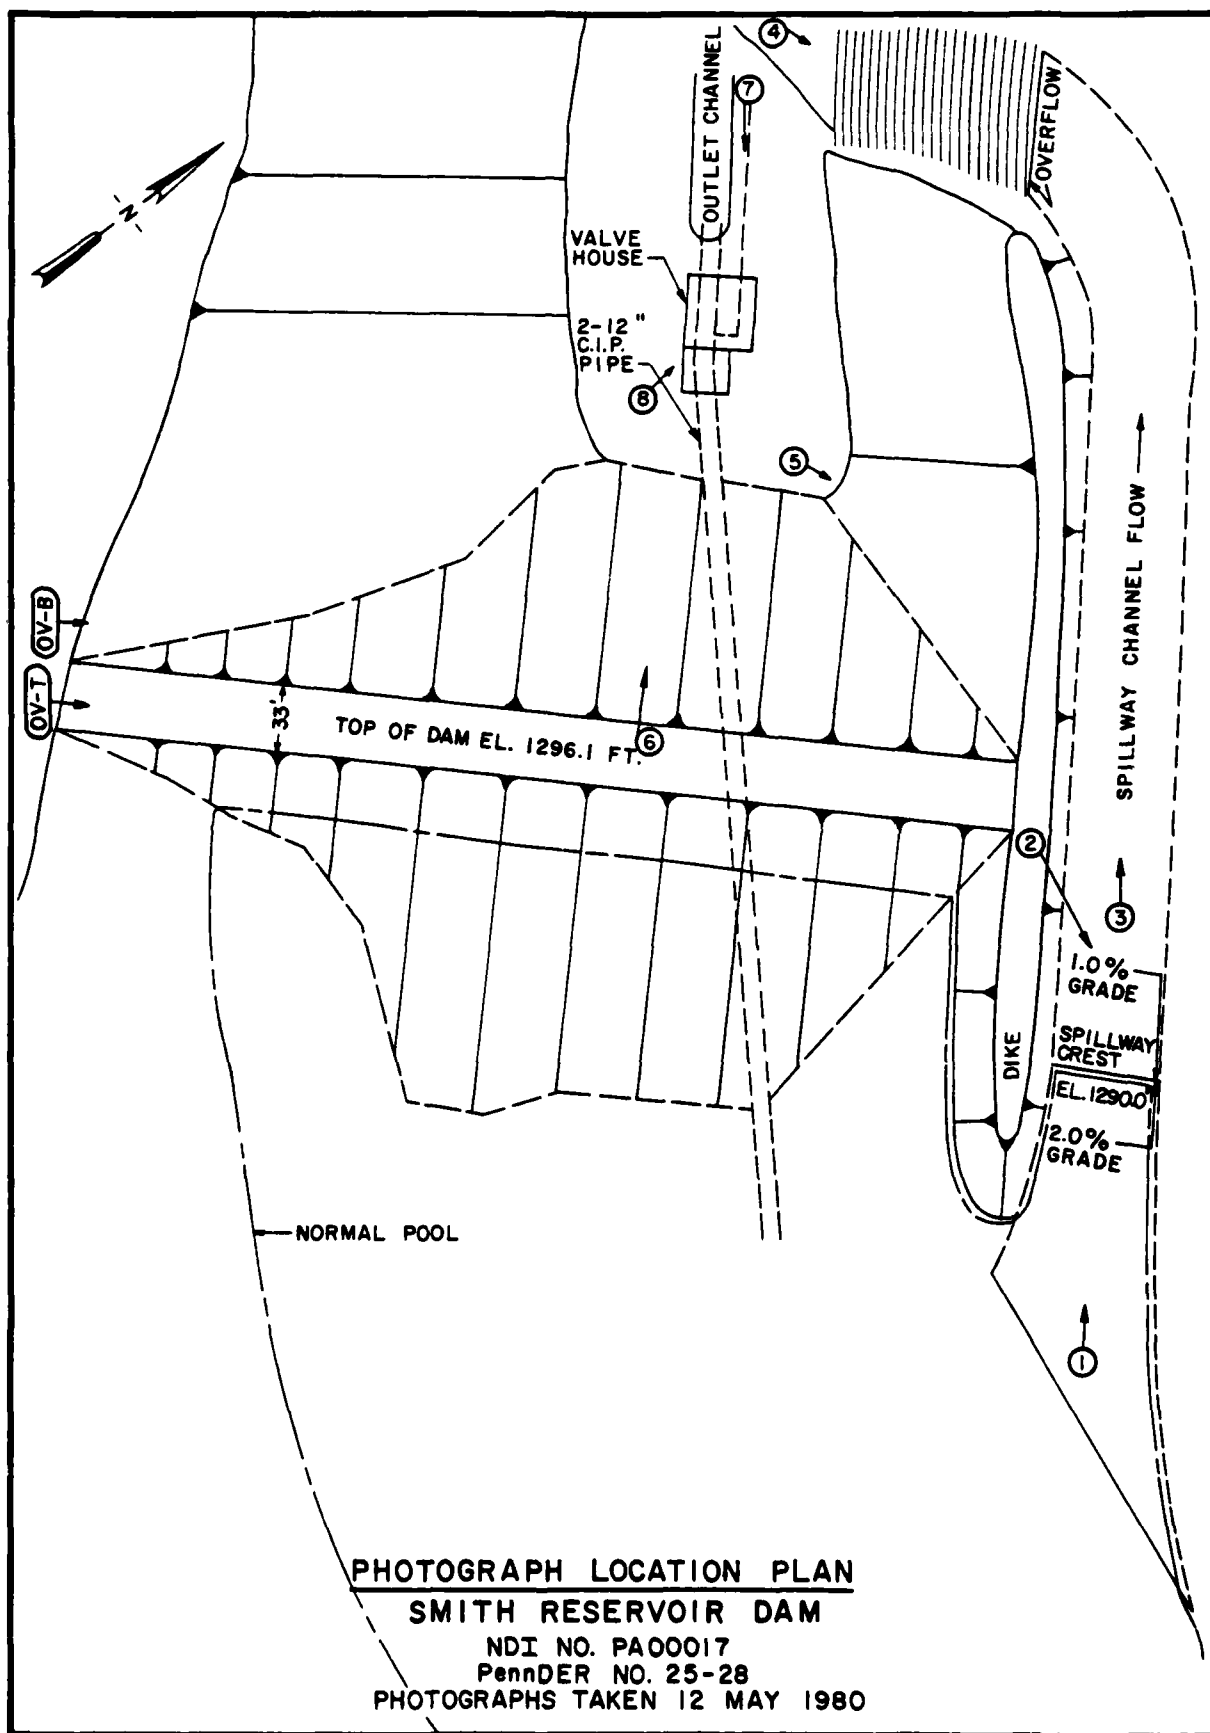 4
7
OUTLET CHANNEL
OVERFLOW
N
VALVE
HOUSE
2-12"
C.I.P.
PIPE
8
5
SPILLWAY CHANNEL FLOW
OV-B
OV-T
33'
TOP OF DAM EL. 1296.1 FT.
6
2
3
1.0%
GRADE
DIKE
SPILLWAY
CREST
EL. 1290.0
2.0%
GRADE
NORMAL POOL
1
PHOTOGRAPH LOCATION PLAN
SMITH RESERVOIR DAM
NDI NO. PA00017
PennDER NO. 25-28
PHOTOGRAPHS TAKEN 12 MAY 1980